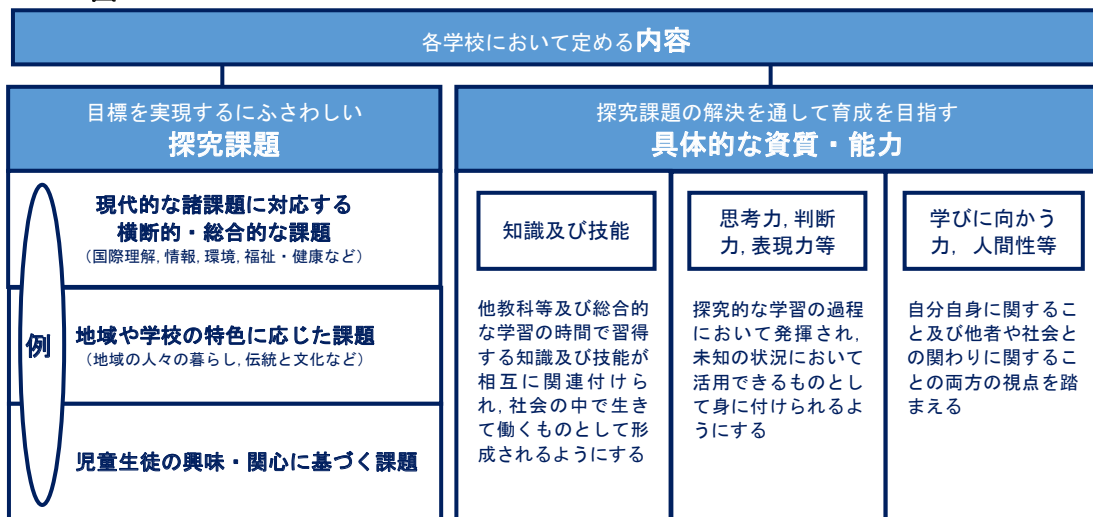 各学校において定める内容
目標を実現するにふさわしい
探究課題
例
現代的な諸課題に対応する
横断的・総合的な課題
（国際理解, 情報, 環境, 福祉・健康など）
地域や学校の特色に応じた課題
（地域の人々の暮らし, 伝統と文化など）
児童生徒の興味・関心に基づく課題
探究課題の解決を通して育成を目指す
具体的な資質・能力
知識及び技能
他教科等及び総合的
な学習の時間で習得
する知識及び技能が
相互に関連付けら
れ, 社会の中で生き
て働くものとして形
成されるようにする
思考力, 判断
力, 表現力等
探究的な学習の過程
において発揮され,
未知の状況において
活用できるものとし
て身に付けられるよ
うにする
学びに向かう
力, 人間性等
自分自身に関するこ
と及び他者や社会と
の関わりに関するこ
との両方の視点を踏
まえる